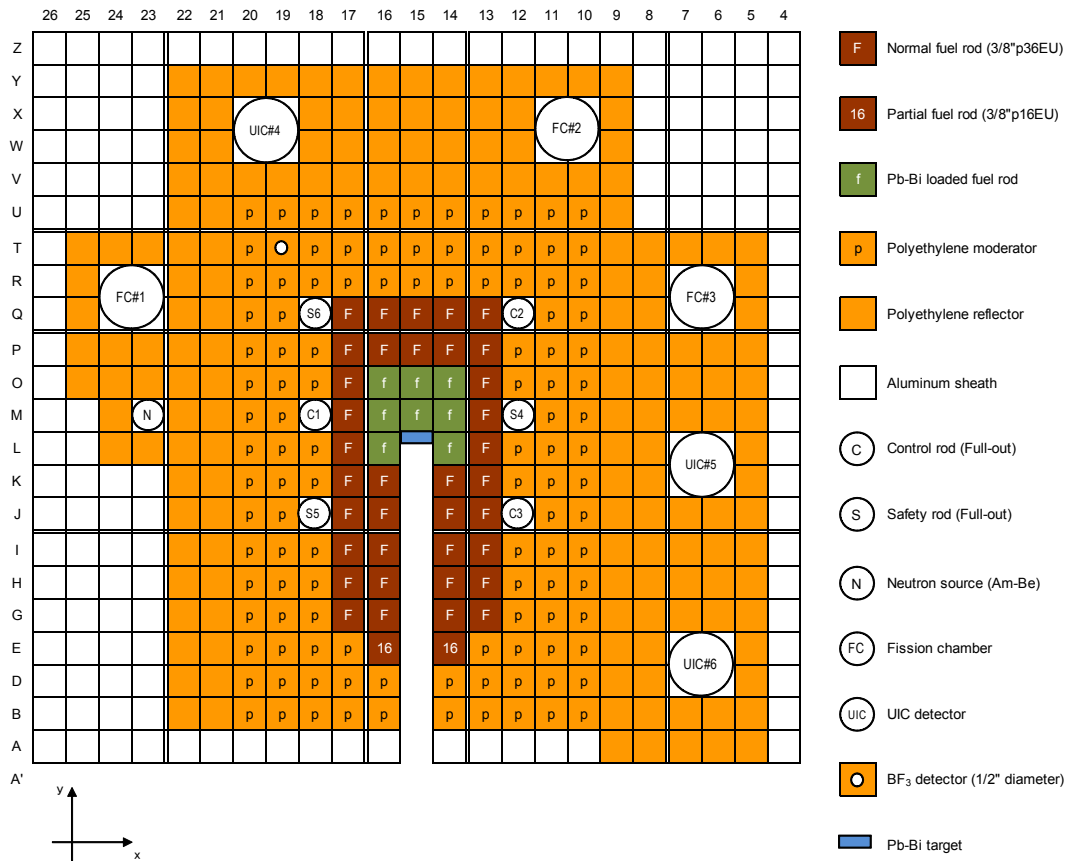 26 25 24 23 22 21 20 19 18 17 16 15 14 13 12 11 10 9 8 7 6 5 4
Z
Y
X
UIC#4 FC#2
W
V
U p p p p p p p p p p p
T p p p p p p p p p p
R p p p p p p p p p p p
FC#1 FC#3
Q p p S6 F F F F F C2 p p
P p p p F F F F F p p p
O p p p F f f f F p p p
M N p p C1 F f f f F S4 p p
L p p p F f f F p p p
UIC#5
K p p p F F F F p p p
J p p S5 F F F F C3 p p
I p p p F F F F p p p
H p p p F F F F p p p
G p p p F F F F p p p
E p p p p 16 16 p p p p
UIC#6
D p p p p p p p p p p
B p p p p p p p p p p
A
A'
y
x
F Normal fuel rod (3/8"p36EU)
16 Partial fuel rod (3/8"p16EU)
f Pb-Bi loaded fuel rod
p Polyethylene moderator
Polyethylene reflector
Aluminum sheath
C Control rod (Full-out)
S Safety rod (Full-out)
N Neutron source (Am-Be)
FC Fission chamber
UIC UIC detector
BF₃ detector (1/2" diameter)
Pb-Bi target